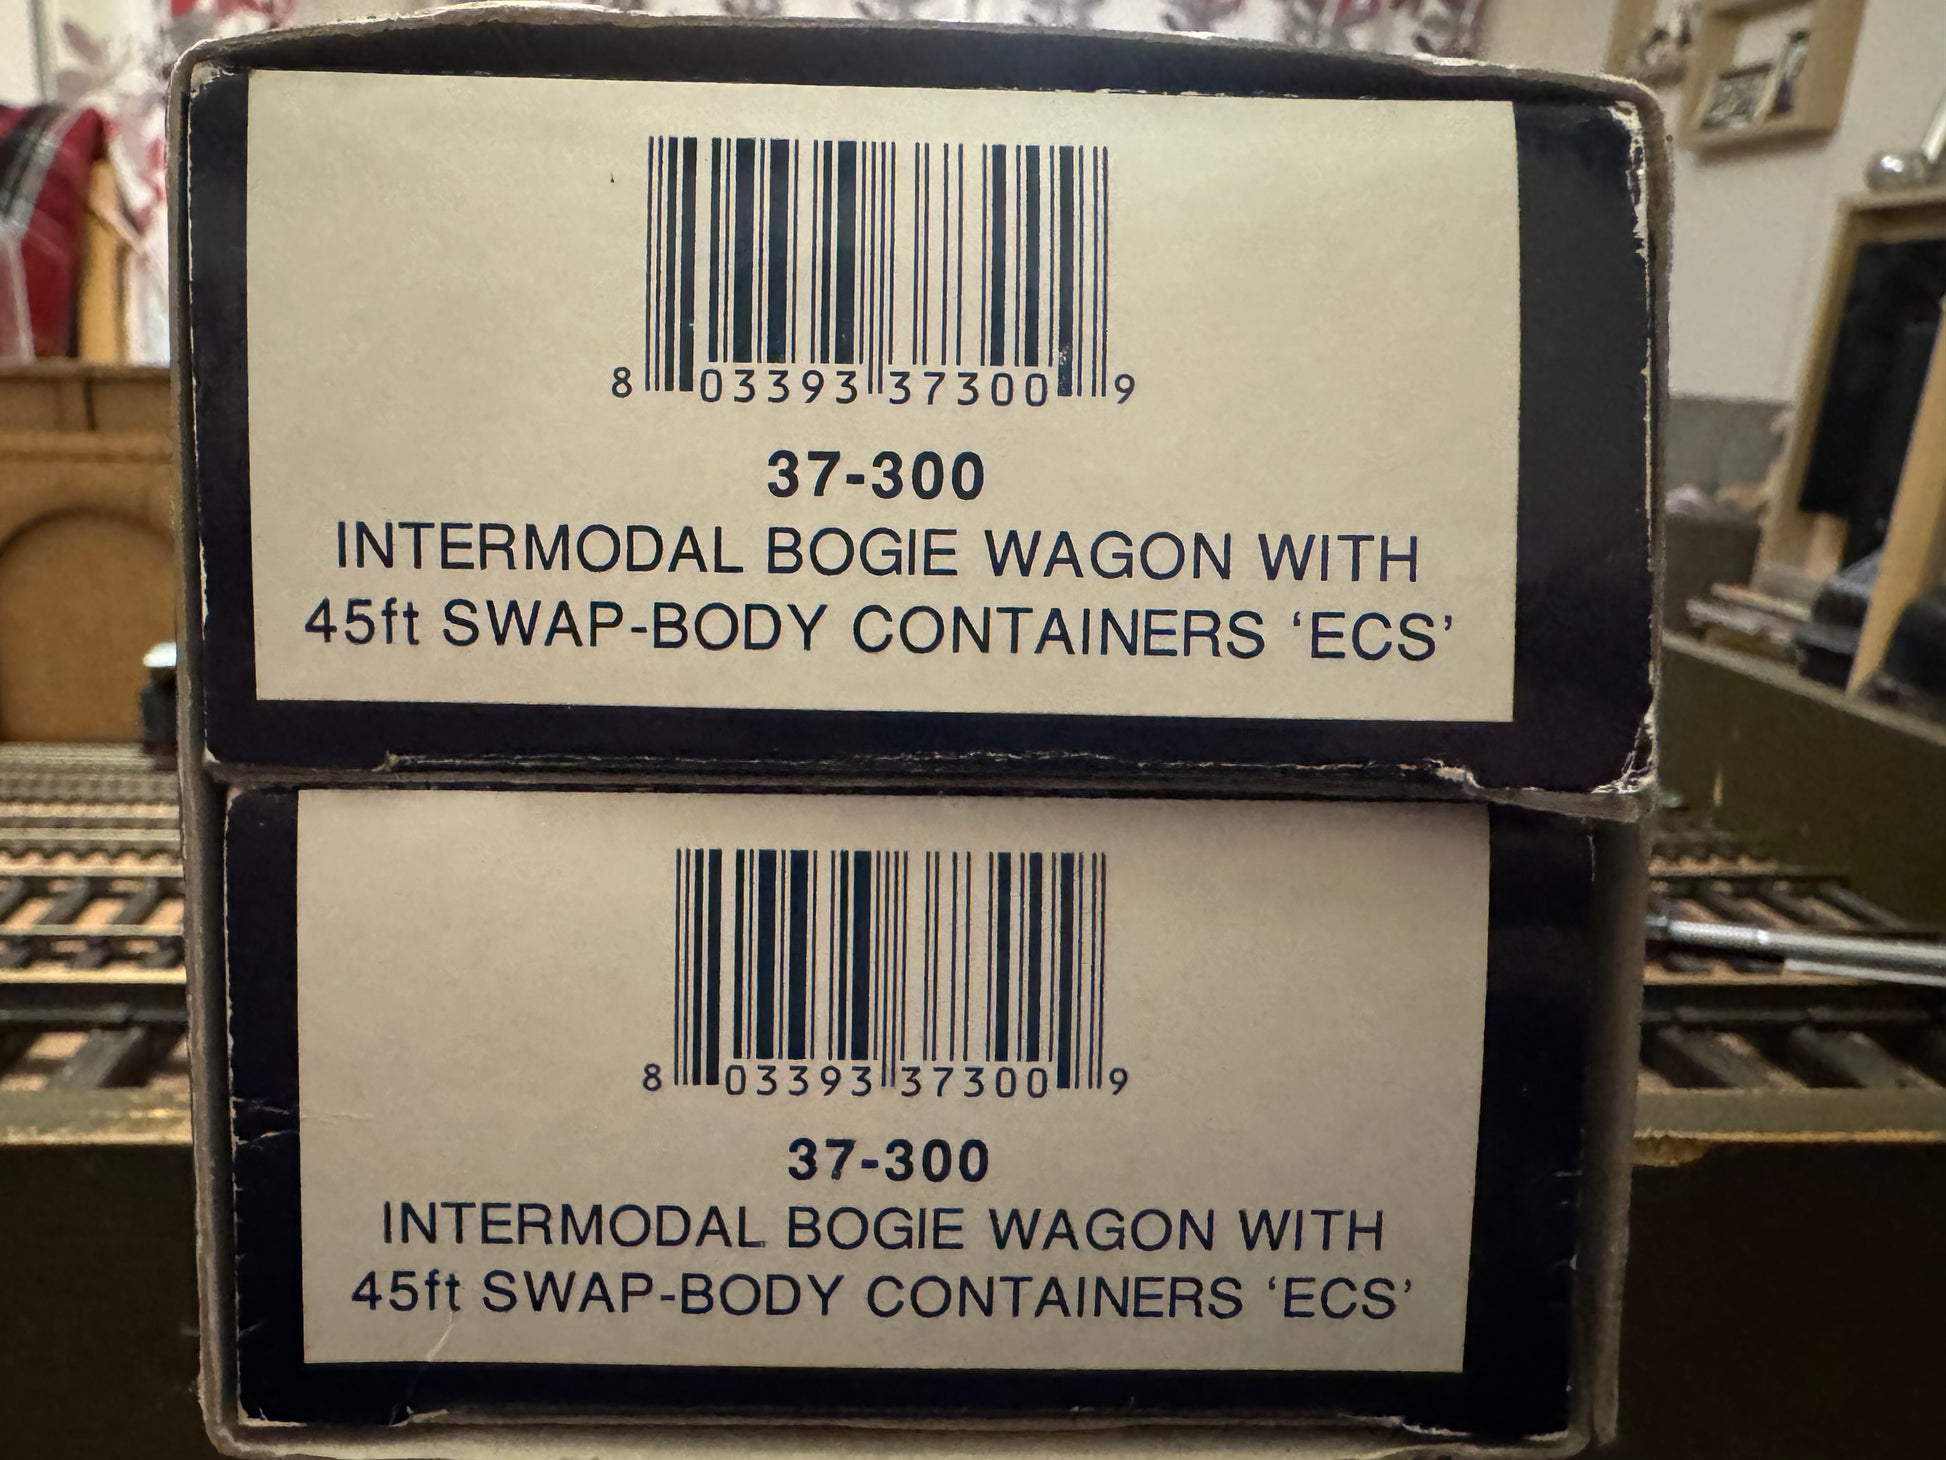 8 03393 37300 9
37-300
INTERMODAL BOGIE WAGON WITH
45ft SWAP-BODY CONTAINERS ‘ECS’
8 03393 37300 9
37-300
INTERMODAL BOGIE WAGON WITH
45ft SWAP-BODY CONTAINERS ‘ECS’